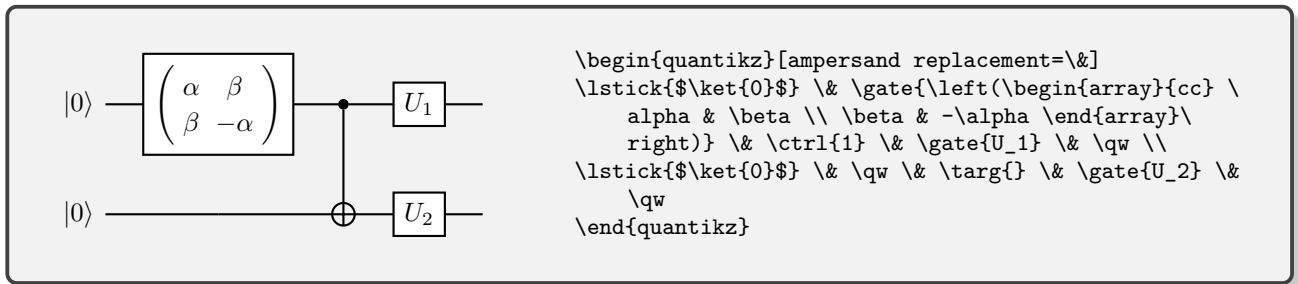 |0⟩ ( α β U₁
β −α )
|0⟩ U₂
\begin{quantikz}[ampersand replacement=\&]
\lstick{$\ket{0}$} \& \gate{\left(\begin{array}{cc} \
alpha & \beta \\ \beta & -\alpha \end{array}\
right)} \& \ctrl{1} \& \gate{U_1} \& \qw \\
\lstick{$\ket{0}$} \& \qw \& \targ{} \& \gate{U_2} \&
\qw
\end{quantikz}